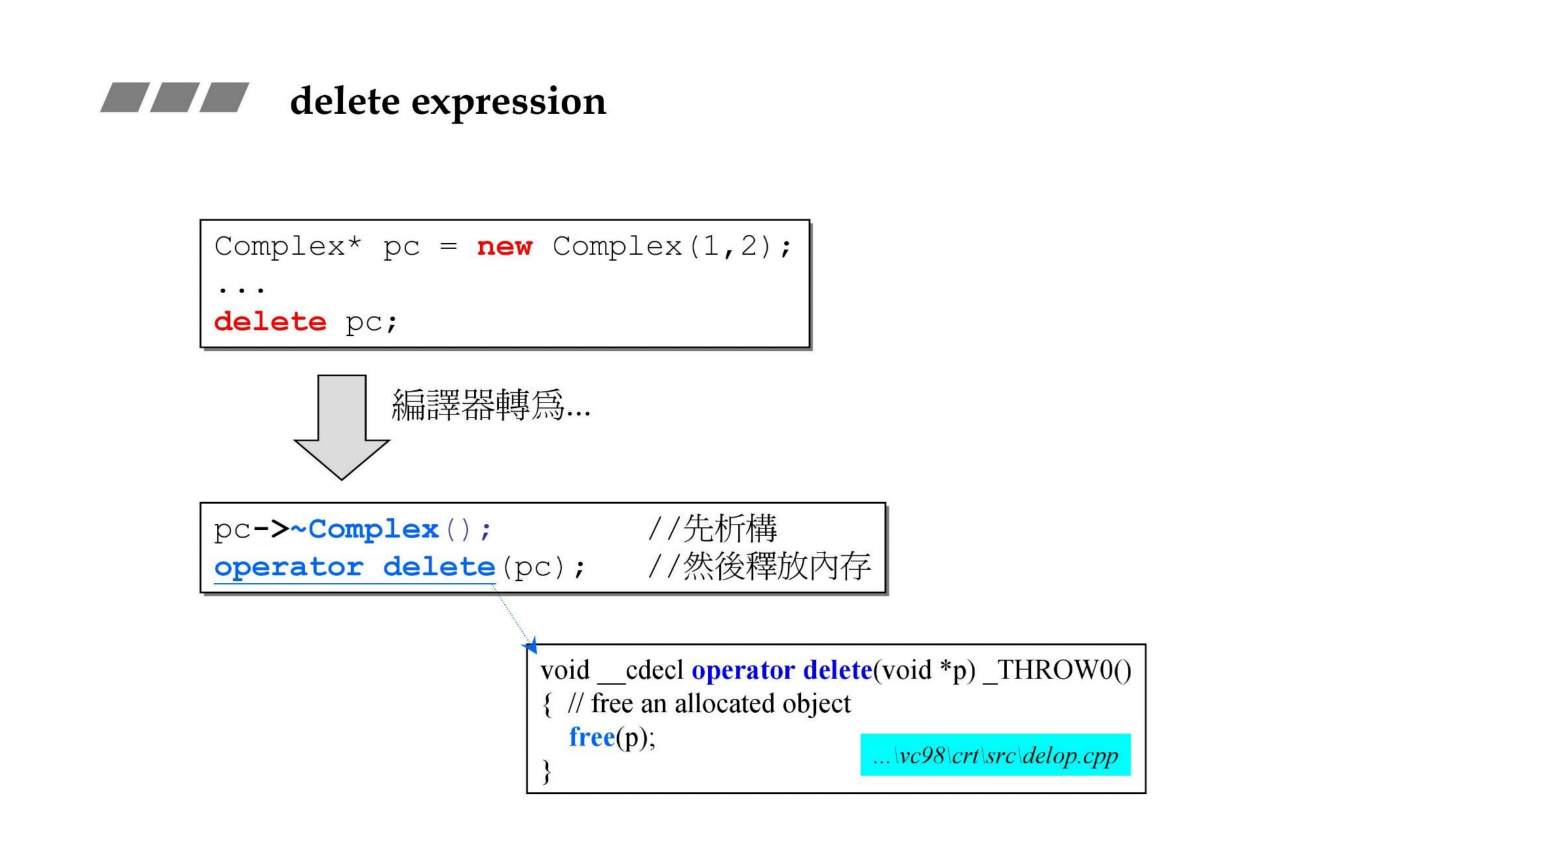 delete expression
Complex* pc = new Complex(1,2);
...
delete pc;
編譯器轉爲...
pc->~Complex(); //先析構
operator delete(pc); //然後釋放內存
void __cdecl operator delete(void *p) _THROW0()
{ // free an allocated object
free(p);
...\vc98\crt\src\delop.cpp
}